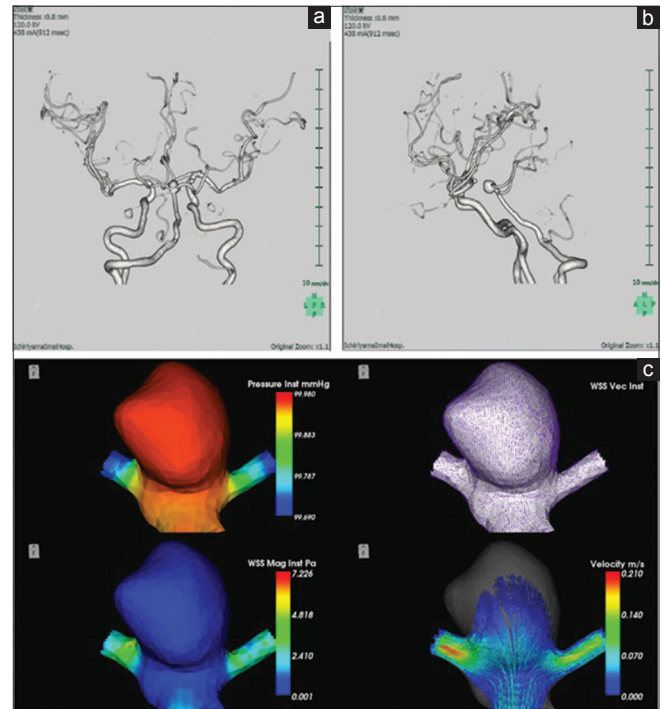 a
Thickness :0.8 mm
120.0 kV
438 mA(912 msec)
10 mm/div
H
L P R
F
Original Zoom: x1.1
b
Thickness :0.8 mm
120.0 kV
438 mA(912 msec)
10 mm/div
H
A L P
F
Original Zoom: x1.1
c
Pressure Inst mmHg
99.980
99.883
99.787
99.690
WSS Vec Inst
WSS Mag Inst Pa
7.226
4.818
2.410
0.001
Velocity m/s
0.210
0.140
0.070
0.000